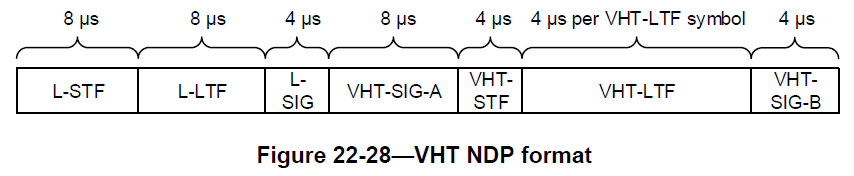 8 µs 8 µs 4 µs 8 µs 4 µs 4 µs per VHT-LTF symbol 4 µs
L-STF L-LTF L-SIG VHT-SIG-A VHT-STF VHT-LTF VHT-SIG-B
Figure 22-28—VHT NDP format